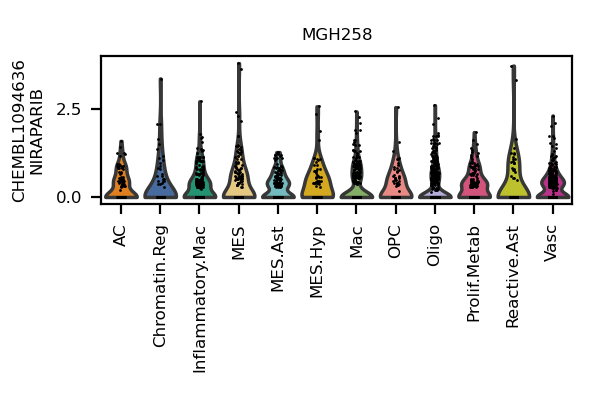 MGH258
CHEMBL1094636
NIRAPARIB
2.5
0.0
AC
Chromatin.Reg
Inflammatory.Mac
MES
MES.Ast
MES.Hyp
Mac
OPC
Oligo
Prolif.Metab
Reactive.Ast
Vasc